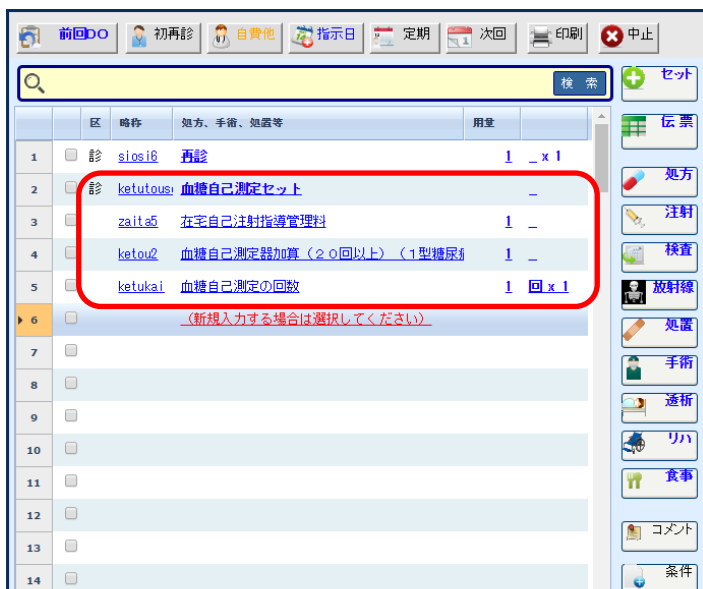 前回DO 初再診 自費他 指示日 定期 次回 印刷 中止
検 索
セット
区 略称 処方、手術、処置等 用量
伝票
1 診 siosi6 再診 1 _ x 1
処方
2 診 ketutous 血糖自己測定セット _
注射
3 zaita5 在宅自己注射指導管理料 1 _
検査
4 ketou2 血糖自己測定器加算（２０回以上）（１型糖尿病 1 _
放射線
5 ketukai 血糖自己測定の回数 1 回 x 1
処置
6 （新規入力する場合は選択してください）
手術
7
8
透析
9
リハ
10
食事
11
12
コメント
13
条件
14